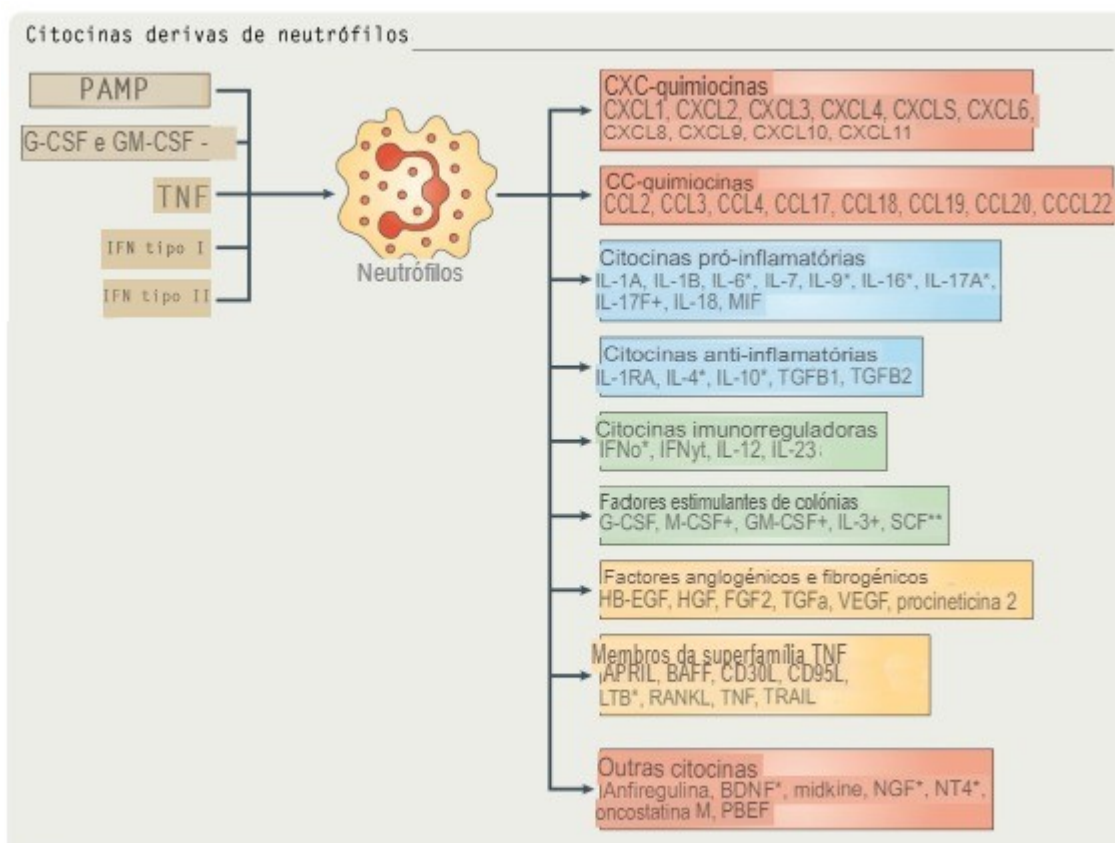 Citocinas derivas de neutrófilos
PAMP
G-CSF e GM-CSF -
TNF
IFN tipo I
IFN tipo II
Neutrófilos
CXC-quimiocinas
CXCL1, CXCL2, CXCL3, CXCL4, CXCLS, CXCL6,
CXCL8, CXCL9, CXCL10, CXCL11
CC-quimiocinas
CCL2, CCL3, CCL4, CCL17, CCL18, CCL19, CCL20, CCCL22
Citocinas pró-inflamatórias
IL-1A, IL-1B, IL-6*, IL-7, IL-9*, IL-16*, IL-17A*,
IL-17F+, IL-18, MIF
Citocinas anti-inflamatórias
IL-1RA, IL-4*, IL-10*, TGFB1, TGFB2
Citocinas imunorreguladoras
IFNo*, IFNyt, IL-12, IL-23
Factores estimulantes de colónias
G-CSF, M-CSF+, GM-CSF+, IL-3+, SCF**
Factores anglogénicos e fibrogénicos
HB-EGF, HGF, FGF2, TGFa, VEGF, procineticina 2
Membros da superfamília TNF
APRIL, BAFF, CD30L, CD95L,
LTB*, RANKL, TNF, TRAIL
Outras citocinas
Anfiregulina, BDNF*, midkine, NGF*, NT4*,
oncostatina M, PBEF